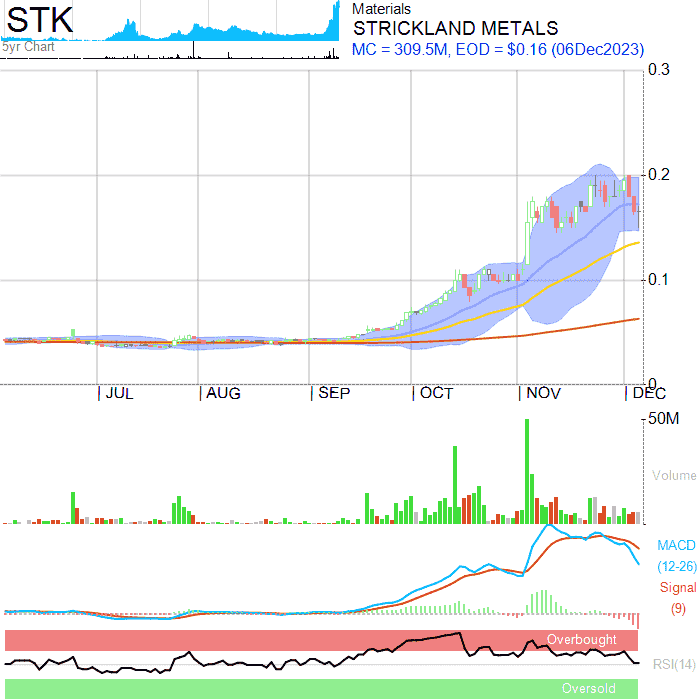 STK
5yr Chart
Materials
STRICKLAND METALS
MC = 309.5M, EOD = $0.16 (06Dec2023)
0.3
0.2
0.1
0
JUL
AUG
SEP
OCT
NOV
DEC
50M
Volume
MACD
(12-26)
Signal
(9)
Overbought
RSI(14)
Oversold